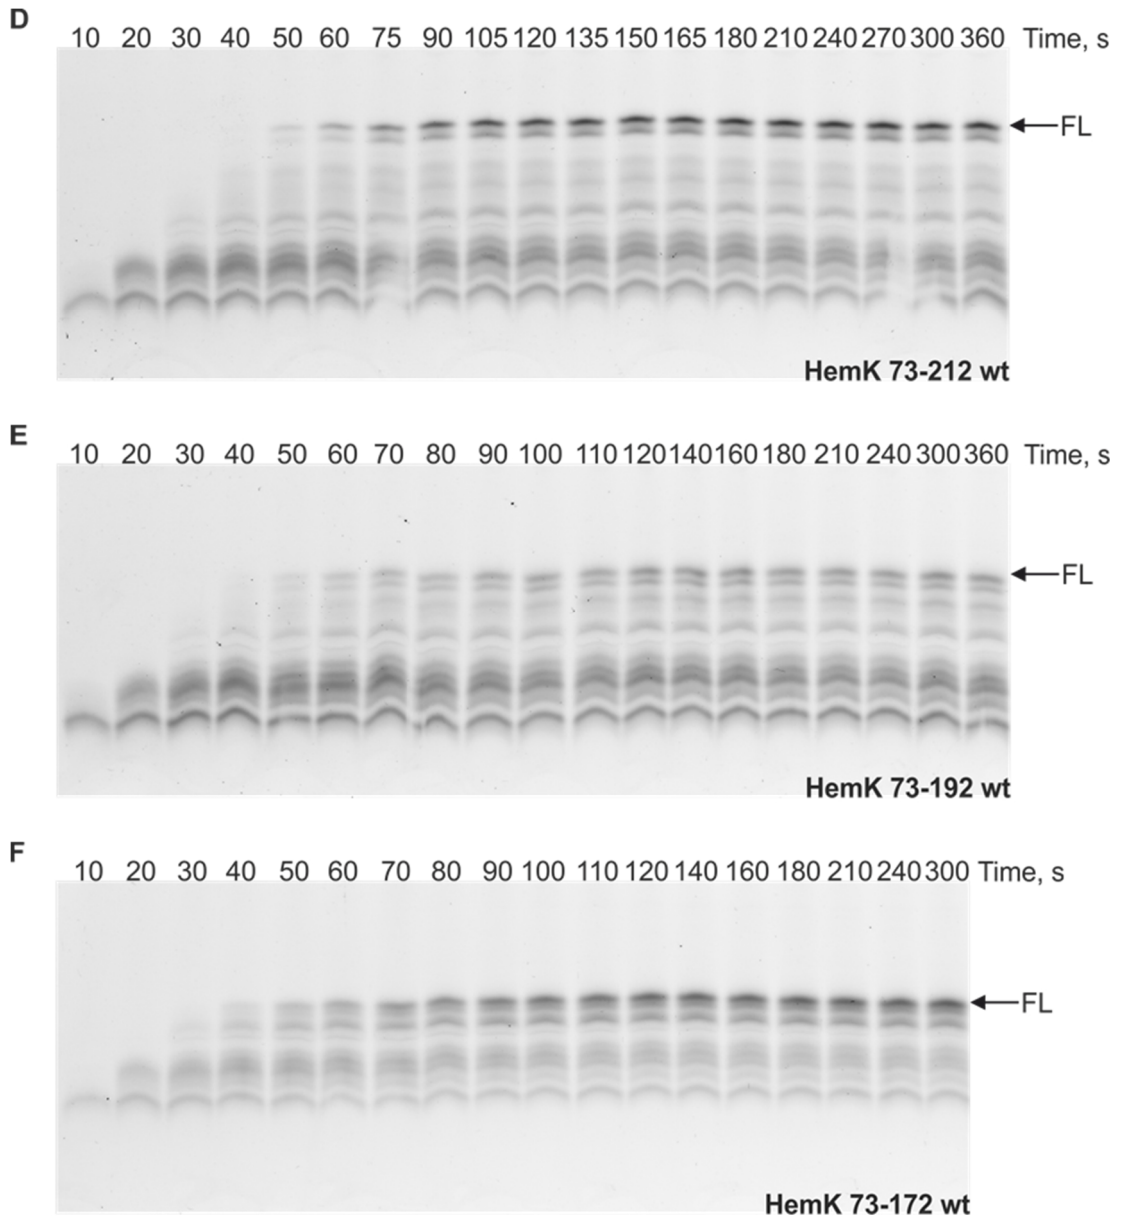 D
10 20 30 40 50 60 75 90 105 120 135 150 165 180 210 240 270 300 360 Time, s
FL
HemK 73-212 wt
E
10 20 30 40 50 60 70 80 90 100 110 120 140 160 180 210 240 300 360 Time, s
FL
HemK 73-192 wt
F
10 20 30 40 50 60 70 80 90 100 110 120 140 160 180 210 240 300 Time, s
FL
HemK 73-172 wt